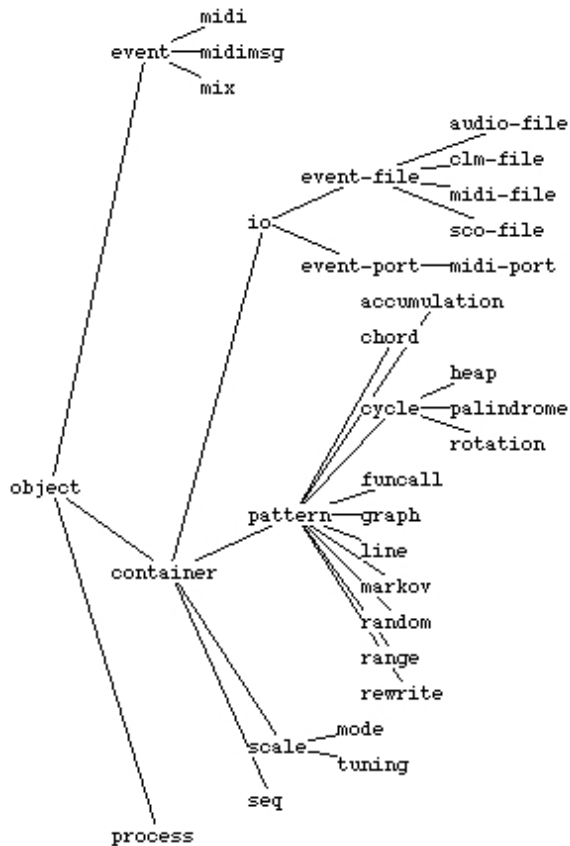 midi
event
midimsg
mix
audio-file
clm-file
event-file
midi-file
io
sco-file
event-port
midi-port
accumulation
chord
heap
cycle
palindrome
rotation
object
funcall
pattern
graph
line
container
markov
random
range
rewrite
mode
scale
tuning
seq
process